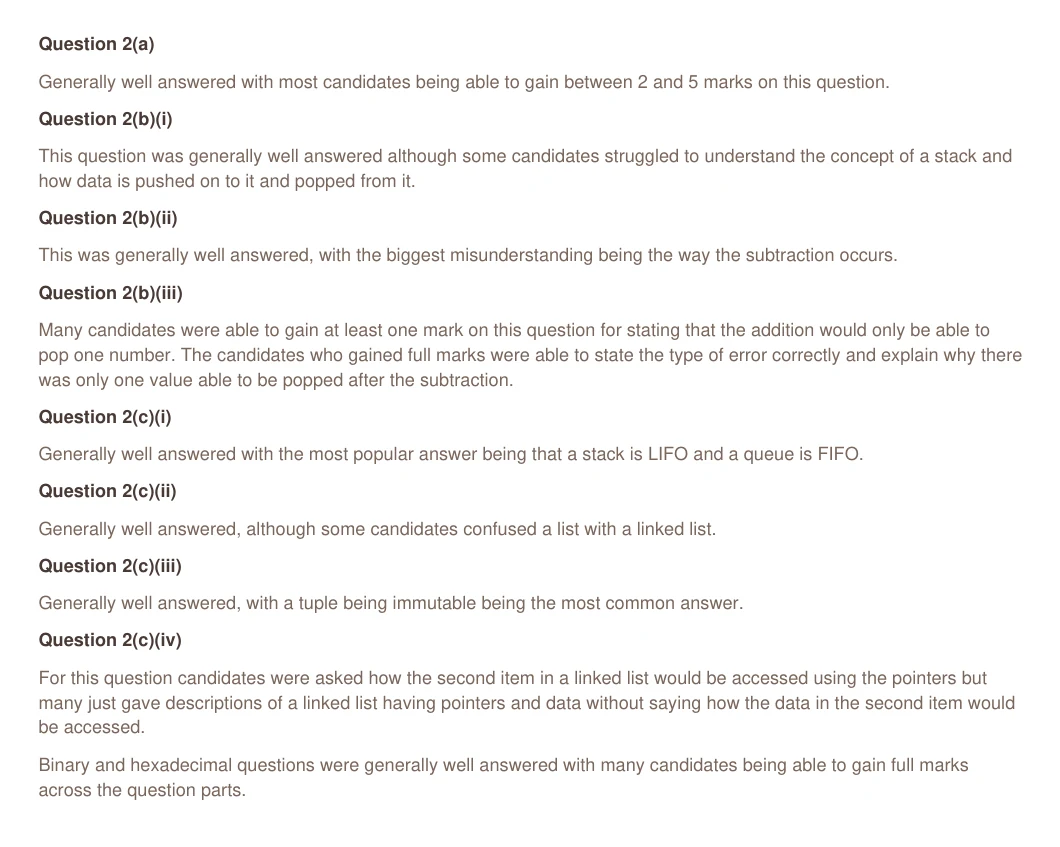 Question 2(a)
Generally well answered with most candidates being able to gain between 2 and 5 marks on this question.
Question 2(b)(i)
This question was generally well answered although some candidates struggled to understand the concept of a stack and
how data is pushed on to it and popped from it.
Question 2(b)(ii)
This was generally well answered, with the biggest misunderstanding being the way the subtraction occurs.
Question 2(b)(iii)
Many candidates were able to gain at least one mark on this question for stating that the addition would only be able to
pop one number. The candidates who gained full marks were able to state the type of error correctly and explain why there
was only one value able to be popped after the subtraction.
Question 2(c)(i)
Generally well answered with the most popular answer being that a stack is LIFO and a queue is FIFO.
Question 2(c)(ii)
Generally well answered, although some candidates confused a list with a linked list.
Question 2(c)(iii)
Generally well answered, with a tuple being immutable being the most common answer.
Question 2(c)(iv)
For this question candidates were asked how the second item in a linked list would be accessed using the pointers but
many just gave descriptions of a linked list having pointers and data without saying how the data in the second item would
be accessed.
Binary and hexadecimal questions were generally well answered with many candidates being able to gain full marks
across the question parts.